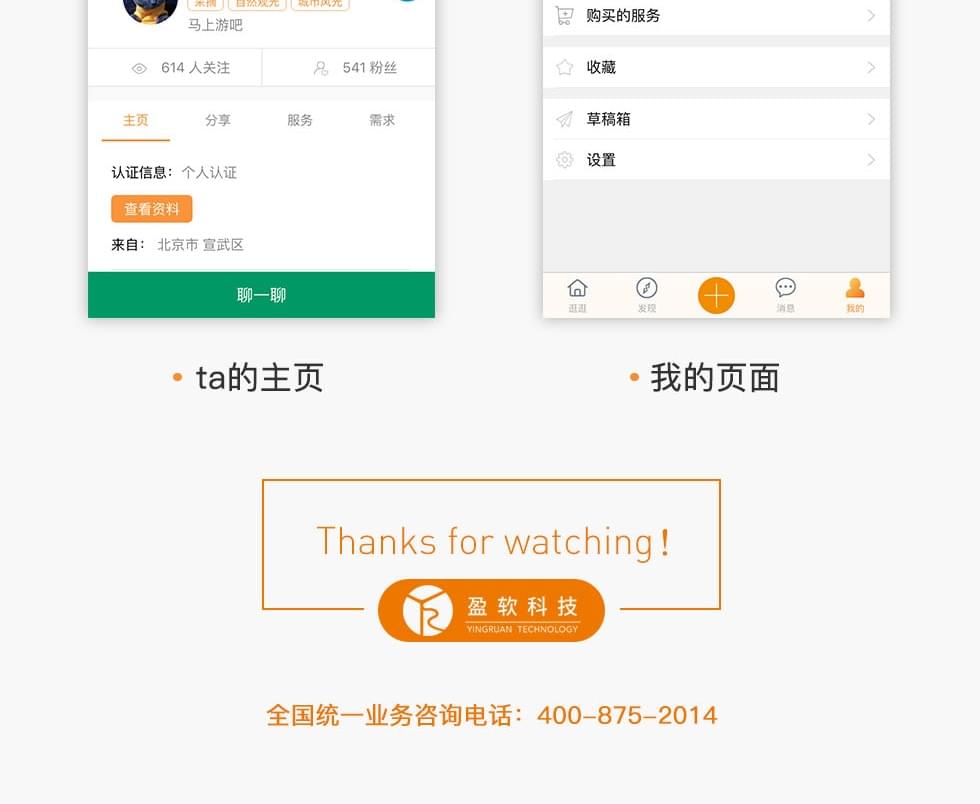 采摘 自然观光 城市风光
马上游吧
614 人关注
541 粉丝
主页 分享 服务 需求
认证信息： 个人认证
查看资料
来自： 北京市 宣武区
聊一聊
购买的服务
收藏
草稿箱
设置
逛逛 发现 消息 我的
• ta的主页
• 我的页面
Thanks for watching!
盈软科技
YINGRUAN TECHNOLOGY
全国统一业务咨询电话：400-875-2014